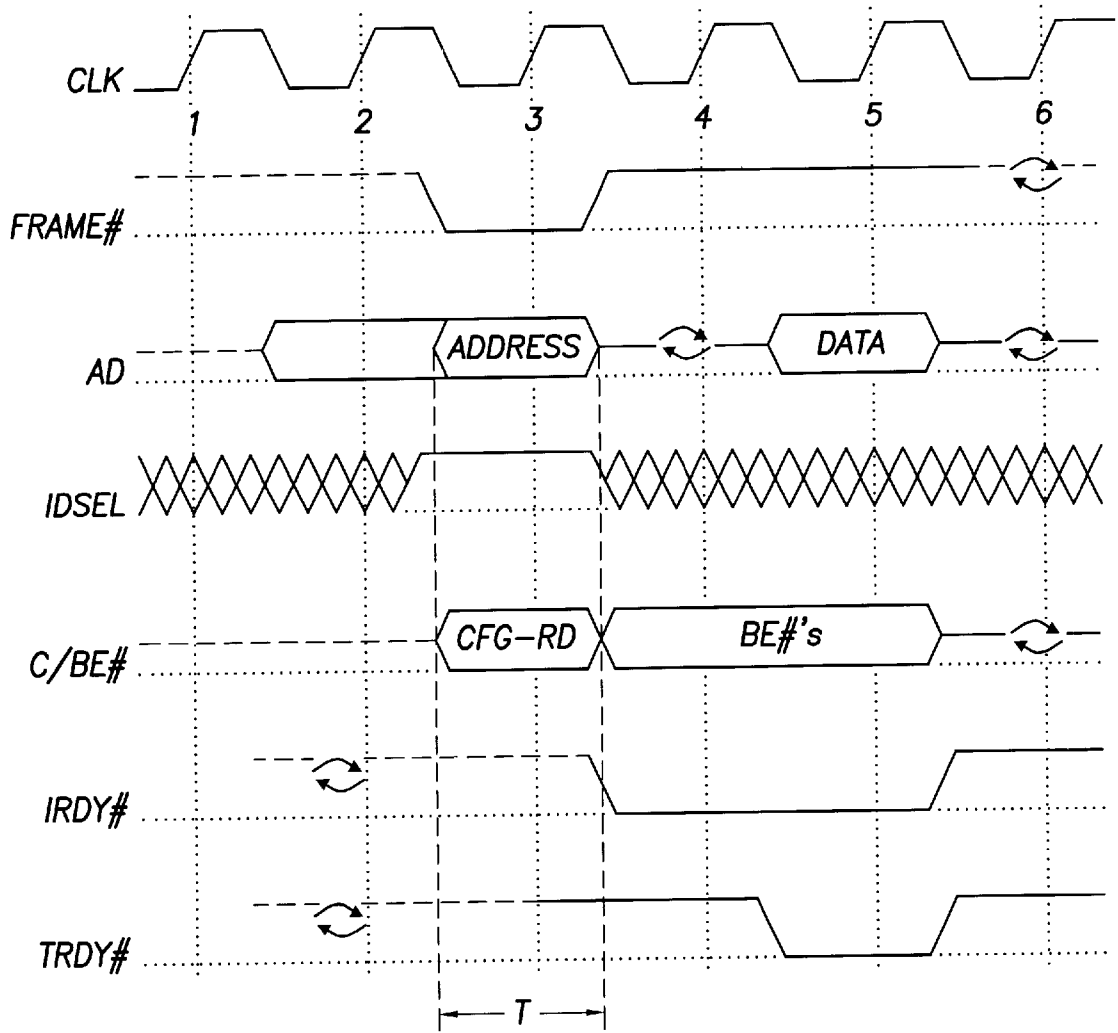 CLK
1 2 3 4 5 6
FRAME#
AD ADDRESS DATA
IDSEL
C/BE# CFG-RD BE#'s
IRDY#
TRDY#
T